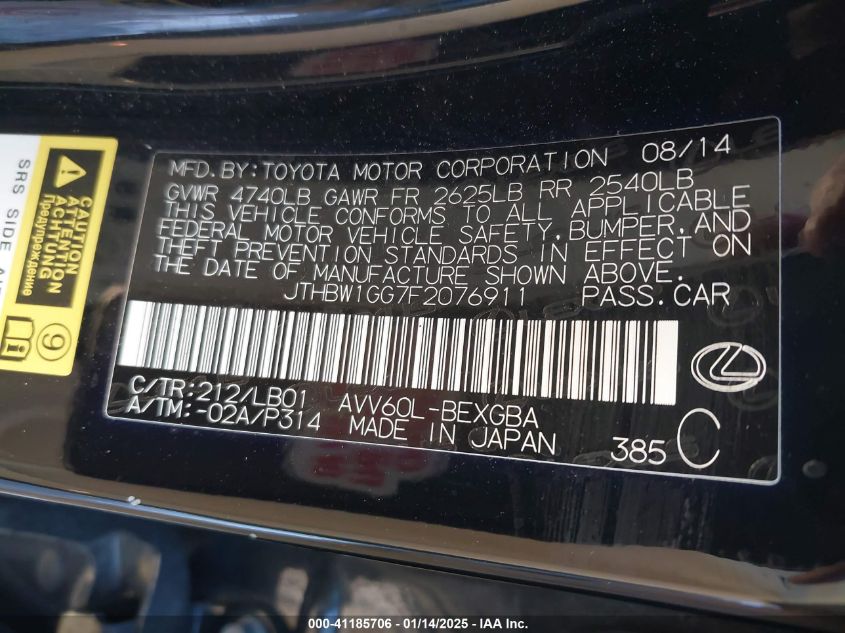 MFD.BY:TOYOTA MOTOR CORPORATION 08/14
GVWR 4740LB GAWR FR 2625LB RR 2540LB
THIS VEHICLE CONFORMS TO ALL APPLICABLE
FEDERAL MOTOR VEHICLE SAFETY,BUMPER,AND
THEFT PREVENTION STANDARDS IN EFFECT ON
THE DATE OF MANUFACTURE SHOWN ABOVE.
JTHBW1GG7F2076911 PASS.CAR
C/TR:212/LB01 AVV60L-BEXGBA
A/TM:-02A/P314 MADE IN JAPAN 385 C
SRS SIDE
CAUTION
ATTENTION
ACHTUNG
Предупреждение
9
i
000-41185706 - 01/14/2025 - IAA Inc.